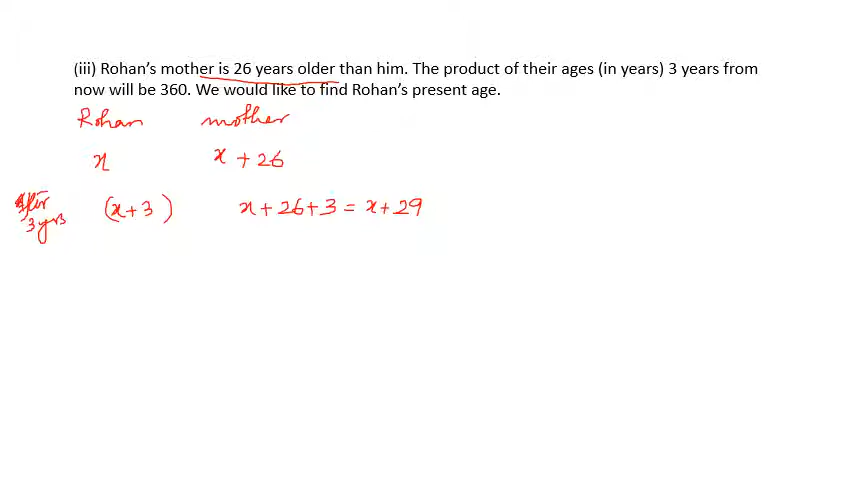 (iii) Rohan's mother is 26 years older than him. The product of their ages (in years) 3 years from
now will be 360. We would like to find Rohan's present age.
Rohan mother
x x + 26
after (x+3) x + 26 + 3 = x + 29
3 yrs